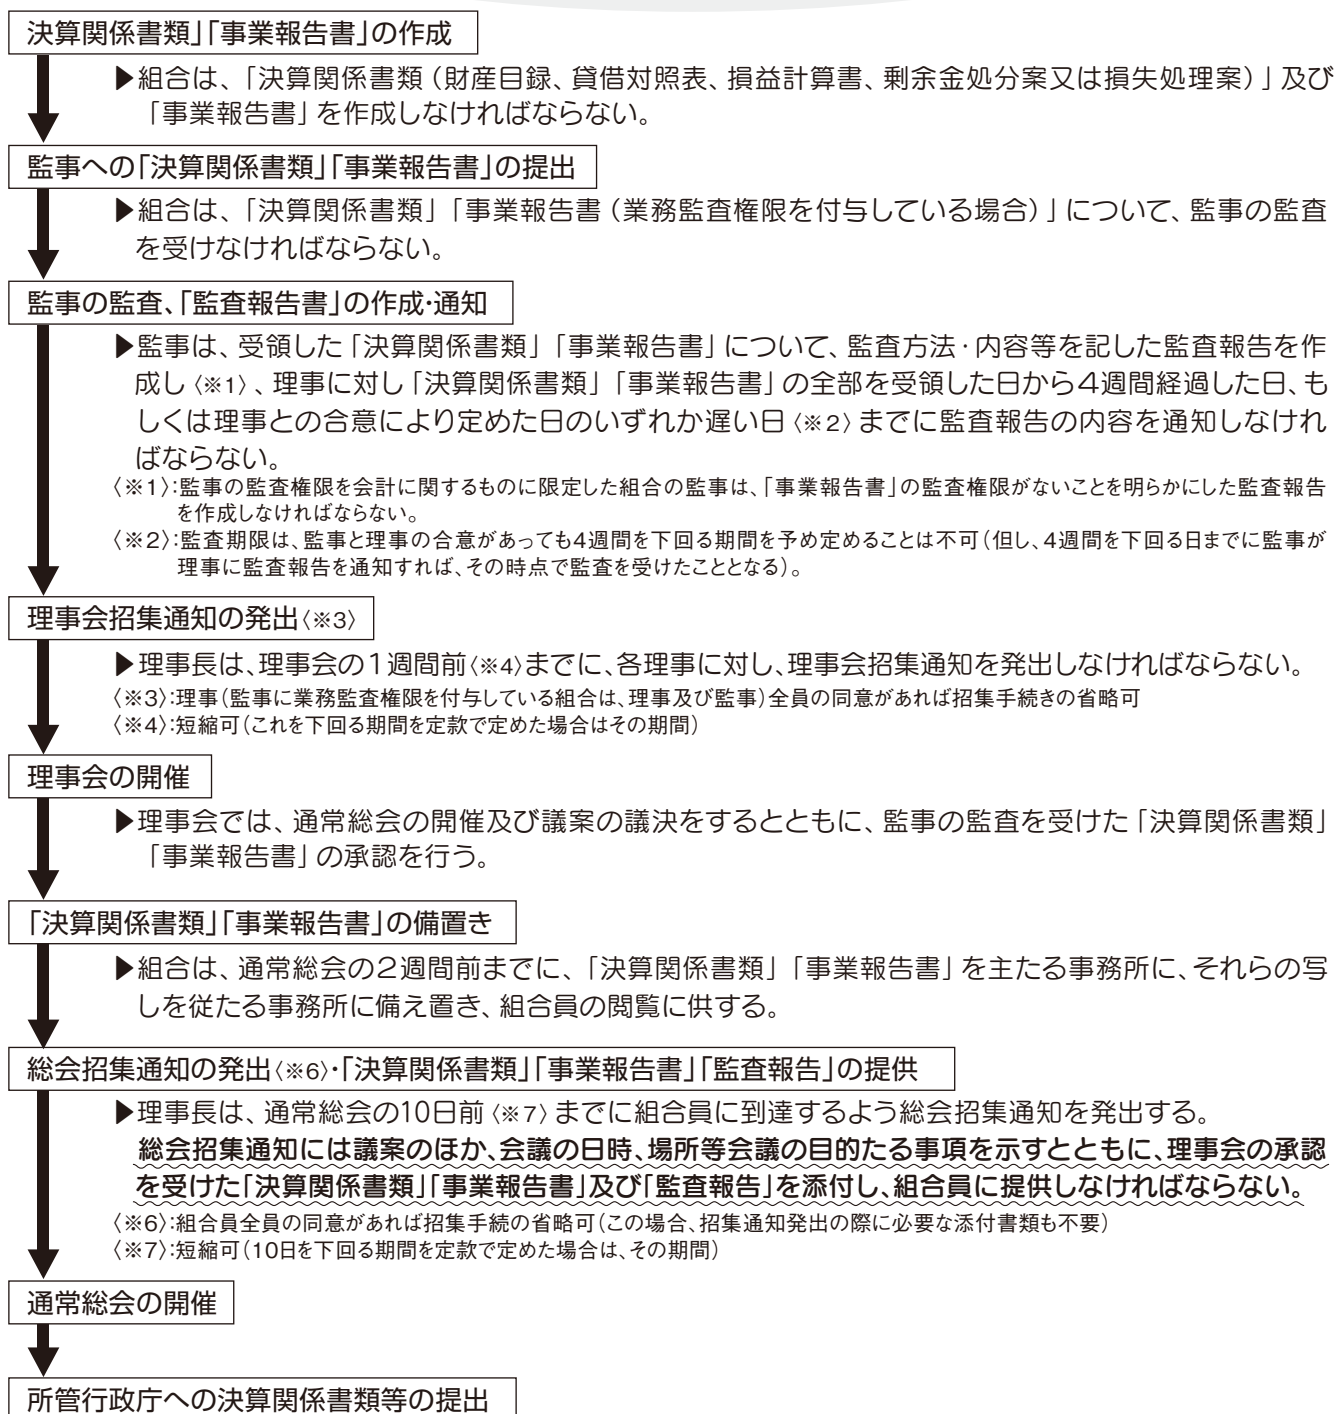 決算関係書類」「事業報告書」の作成
▶組合は、「決算関係書類（財産目録、貸借対照表、損益計算書、剰余金処分案又は損失処理案）」及び
「事業報告書」を作成しなければならない。
監事への「決算関係書類」「事業報告書」の提出
▶組合は、「決算関係書類」「事業報告書（業務監査権限を付与している場合）」について、監事の監査
を受けなければならない。
監事の監査、「監査報告書」の作成・通知
▶監事は、受領した「決算関係書類」「事業報告書」について、監査方法・内容等を記した監査報告を作
成し〈※1〉、理事に対し「決算関係書類」「事業報告書」の全部を受領した日から4週間経過した日、も
しくは理事との合意により定めた日のいずれか遅い日〈※2〉までに監査報告の内容を通知しなけれ
ばならない。
〈※1〉：監事の監査権限を会計に関するものに限定した組合の監事は、「事業報告書」の監査権限がないことを明らかにした監査報告
を作成しなければならない。
〈※2〉：監査期限は、監事と理事の合意があっても4週間を下回る期間を予め定めることは不可（但し、4週間を下回る日までに監事が
理事に監査報告を通知すれば、その時点で監査を受けたこととなる）。
理事会招集通知の発出〈※3〉
▶理事長は、理事会の1週間前〈※4〉までに、各理事に対し、理事会招集通知を発出しなければならない。
〈※3〉：理事（監事に業務監査権限を付与している組合は、理事及び監事）全員の同意があれば招集手続きの省略可
〈※4〉：短縮可（これを下回る期間を定款で定めた場合はその期間）
理事会の開催
▶理事会では、通常総会の開催及び議案の議決をするとともに、監事の監査を受けた「決算関係書類」
「事業報告書」の承認を行う。
「決算関係書類」「事業報告書」の備置き
▶組合は、通常総会の2週間前までに、「決算関係書類」「事業報告書」を主たる事務所に、それらの写
しを従たる事務所に備え置き、組合員の閲覧に供する。
総会招集通知の発出〈※6〉・「決算関係書類」「事業報告書」「監査報告」の提供
▶理事長は、通常総会の10日前〈※7〉までに組合員に到達するよう総会招集通知を発出する。
総会招集通知には議案のほか、会議の日時、場所等会議の目的たる事項を示すとともに、理事会の承認
を受けた「決算関係書類」「事業報告書」及び「監査報告」を添付し、組合員に提供しなければならない。
〈※6〉：組合員全員の同意があれば招集手続の省略可（この場合、招集通知発出の際に必要な添付書類も不要）
〈※7〉：短縮可（10日を下回る期間を定款で定めた場合は、その期間）
通常総会の開催
所管行政庁への決算関係書類等の提出